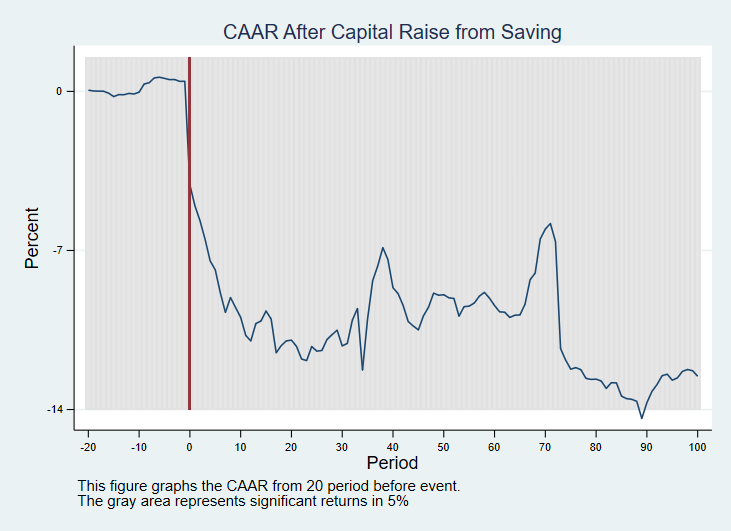 CAAR After Capital Raise from Saving
Percent
0
-7
-14
-20 -10 0 10 20 30 40 50 60 70 80 90 100
Period
This figure graphs the CAAR from 20 period before event.
The gray area represents significant returns in 5%